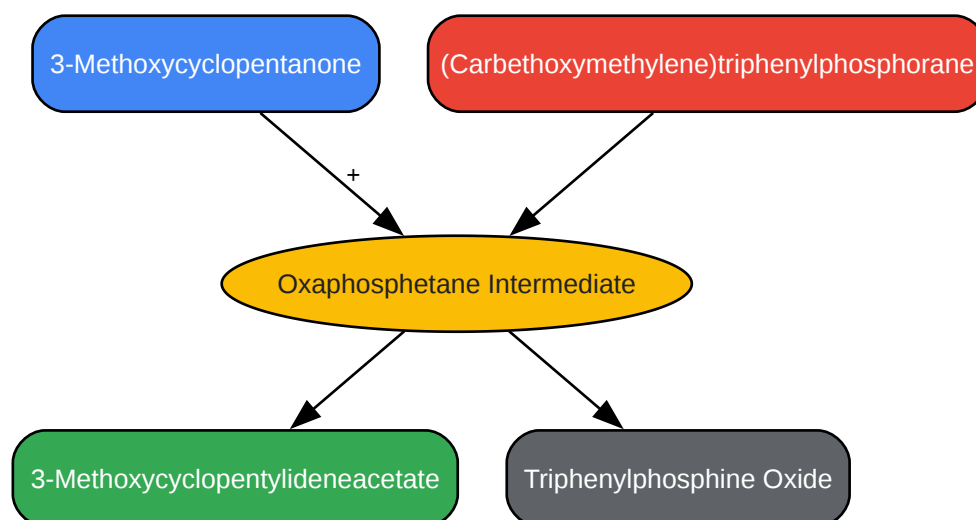 3-Methoxycyclopentanone
(Carbethoxymethylene)triphenylphosphorane
+
Oxaphosphetane Intermediate
3-Methoxycyclopentylideneacetate
Triphenylphosphine Oxide